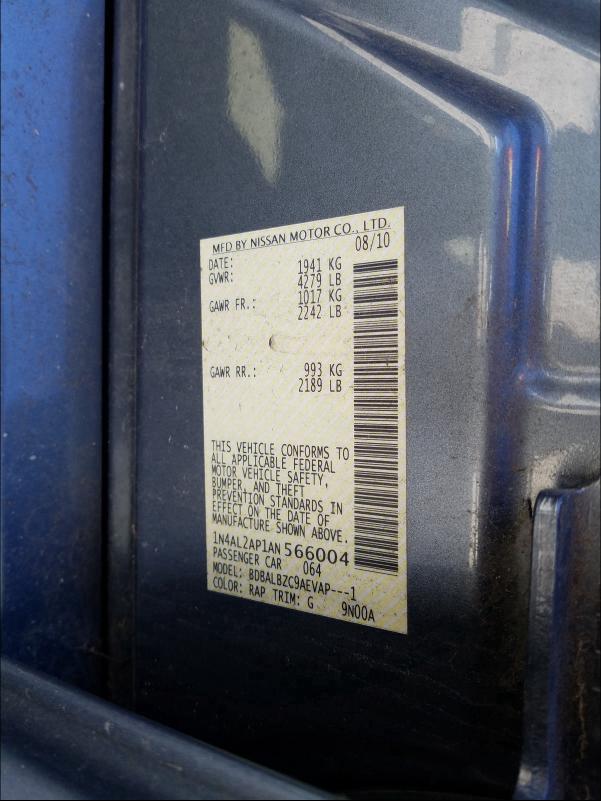 MFD BY NISSAN MOTOR CO., LTD.
DATE: 08/10
GVWR: 1941 KG
4279 LB
GAWR FR.: 1017 KG
2242 LB
GAWR RR.: 993 KG
2189 LB
THIS VEHICLE CONFORMS TO
ALL APPLICABLE FEDERAL
MOTOR VEHICLE SAFETY,
BUMPER, AND THEFT
PREVENTION STANDARDS IN
EFFECT ON THE DATE OF
MANUFACTURE SHOWN ABOVE.
1N4AL2AP1AN 566004
PASSENGER CAR 064
MODEL: BDBALBZC9AEVAP---1
COLOR: RAP TRIM: G 9N00A